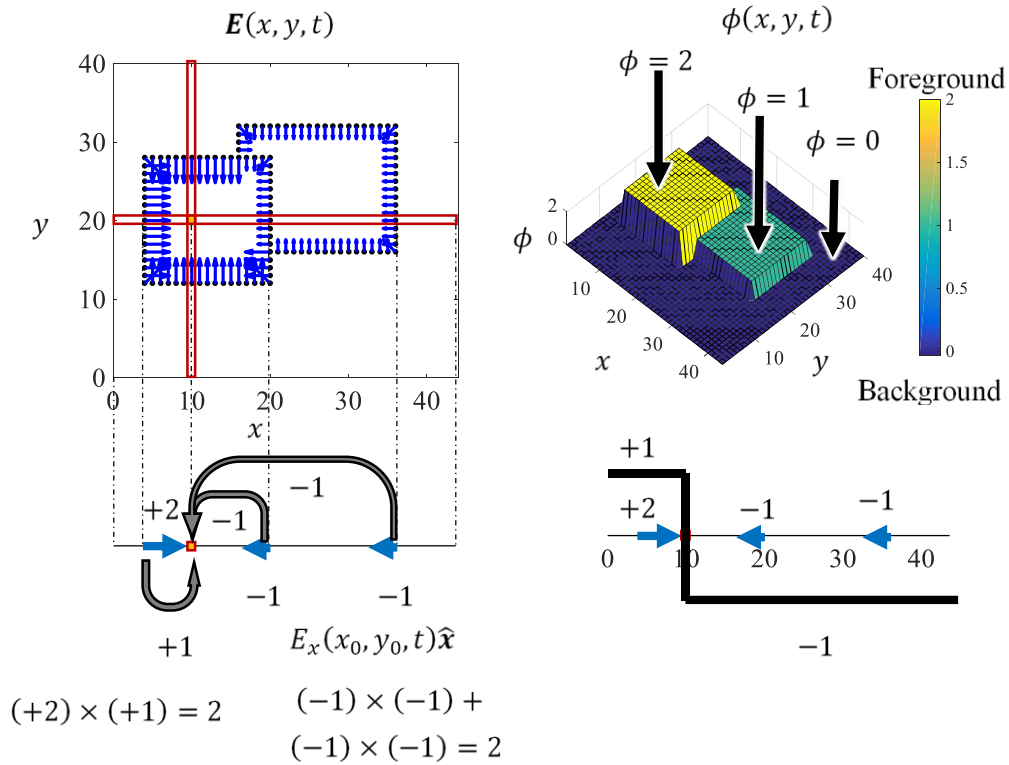 E(x, y, t)
40
30
y
20
10
0
0 10 20 30 40
x
ϕ(x, y, t)
ϕ = 2
ϕ = 1
ϕ = 0
Foreground
2
1.5
1
0.5
0
Background
2
ϕ 0
10
20
30
40
x
10
20
30
40
y
−1
+2
−1
−1
−1
+1
E_x(x_0, y_0, t)x̂
(+2) × (+1) = 2
(−1) × (−1) +
(−1) × (−1) = 2
+1
+2 −1 −1
0 10 20 30 40
−1